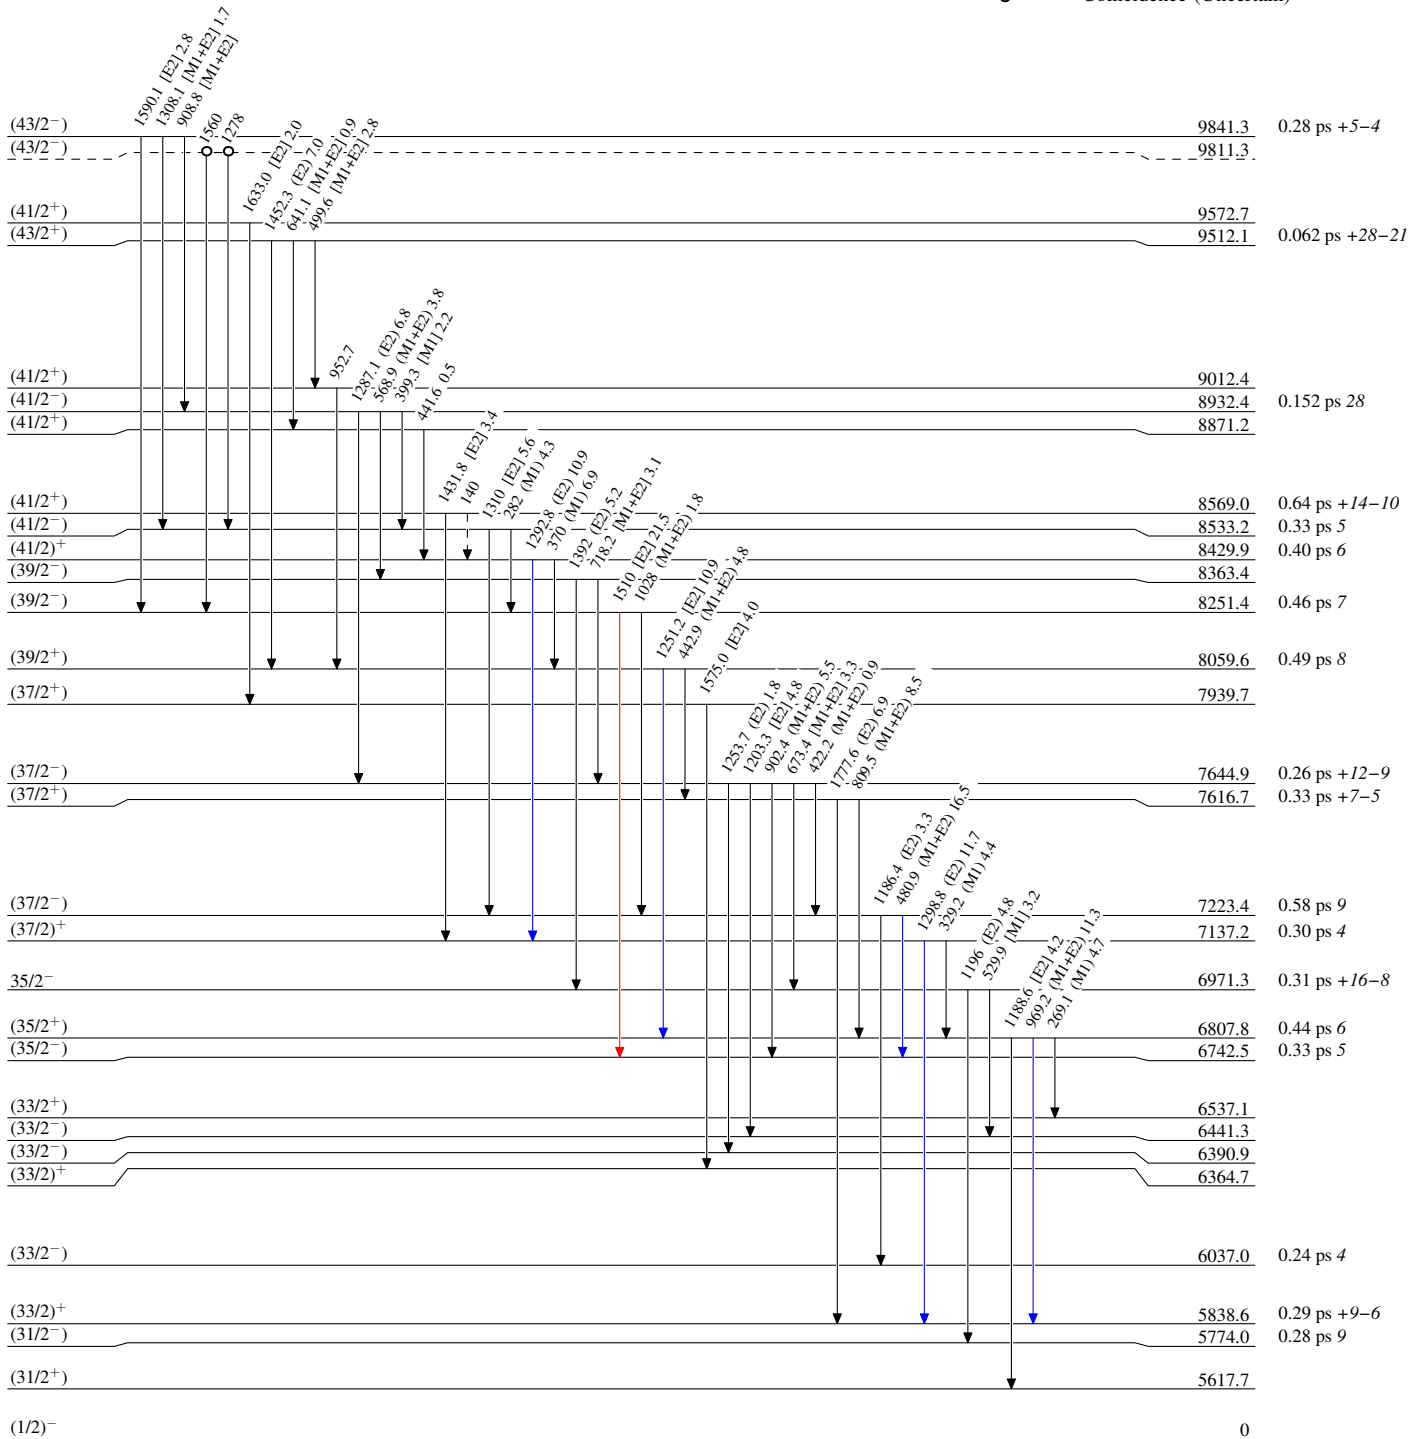 Coincidence (Uncertain)
1590.1 [E2] 2.8
1308.1 [M1+E2] 1.7
908.8 [M1+E2]
1560
1278
(43/2−) 9841.3 0.28 ps +5−4
(43/2−) 9811.3
1633.0 [E2] 2.0
1452.3 (E2) 7.0
641.1 [M1+E2] 0.9
499.6 [M1+E2] 2.8
(41/2+) 9572.7
(43/2+) 9512.1 0.062 ps +28−21
952.7
1287.1 (E2) 6.8
568.9 (M1+E2) 3.8
399.3 [M1] 2.2
441.6 0.5
(41/2+) 9012.4
(41/2−) 8932.4 0.152 ps 28
(41/2+) 8871.2
1431.8 [E2] 3.4
140
1310 [E2] 5.6
282 (M1) 4.3
1292.8 (E2) 10.9
370 (M1) 6.9
1392 (E2) 5.2
718.2 [M1+E2] 3.1
1510 [E2] 21.5
1028 (M1+E2) 1.8
(41/2+) 8569.0 0.64 ps +14−10
(41/2−) 8533.2 0.33 ps 5
(41/2)+ 8429.9 0.40 ps 6
(39/2−) 8363.4
(39/2−) 8251.4 0.46 ps 7
1251.2 [E2] 10.9
442.9 (M1+E2) 4.8
1575.0 [E2] 4.0
(39/2+) 8059.6 0.49 ps 8
(37/2+) 7939.7
1253.7 (E2) 1.8
1203.3 [E2] 4.8
902.4 (M1+E2) 5.5
673.4 [M1+E2] 3.3
422.2 (M1+E2) 0.9
1777.6 (E2) 6.9
809.5 (M1+E2) 8.5
(37/2−) 7644.9 0.26 ps +12−9
(37/2+) 7616.7 0.33 ps +7−5
1186.4 (E2) 3.3
480.9 (M1+E2) 16.5
1298.8 (E2) 11.7
329.2 (M1) 4.4
1196 (E2) 4.8
529.9 [M1] 3.2
(37/2−) 7223.4 0.58 ps 9
(37/2)+ 7137.2 0.30 ps 4
1188.6 [E2] 4.2
969.2 (M1+E2) 11.3
269.1 (M1) 4.7
35/2− 6971.3 0.31 ps +16−8
(35/2+) 6807.8 0.44 ps 6
(35/2−) 6742.5 0.33 ps 5
(33/2+) 6537.1
(33/2−) 6441.3
(33/2−) 6390.9
(33/2)+ 6364.7
(33/2−) 6037.0 0.24 ps 4
(33/2)+ 5838.6 0.29 ps +9−6
(31/2−) 5774.0 0.28 ps 9
(31/2+) 5617.7
(1/2)− 0